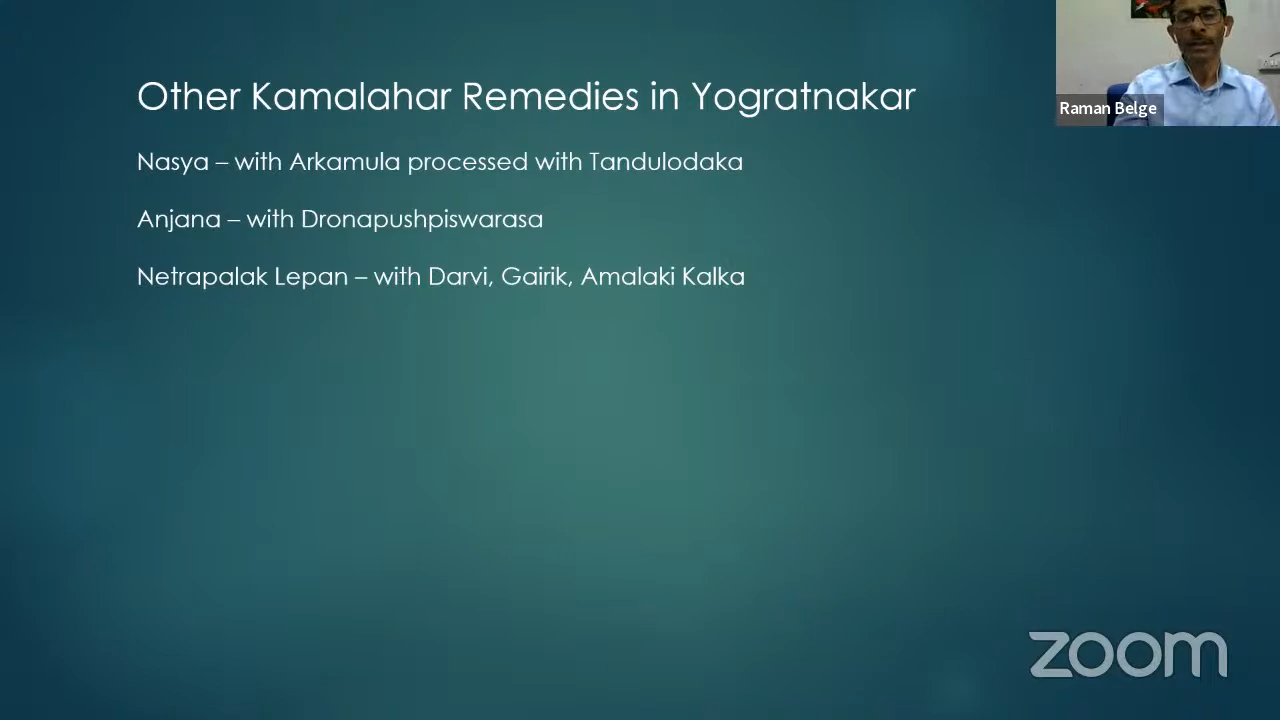 Other Kamalahar Remedies in Yogratnakar
Raman Belge
Nasya – with Arkamula processed with Tandulodaka
Anjana – with Dronapushpiswarasa
Netrapalak Lepan – with Darvi, Gairik, Amalaki Kalka
zoom